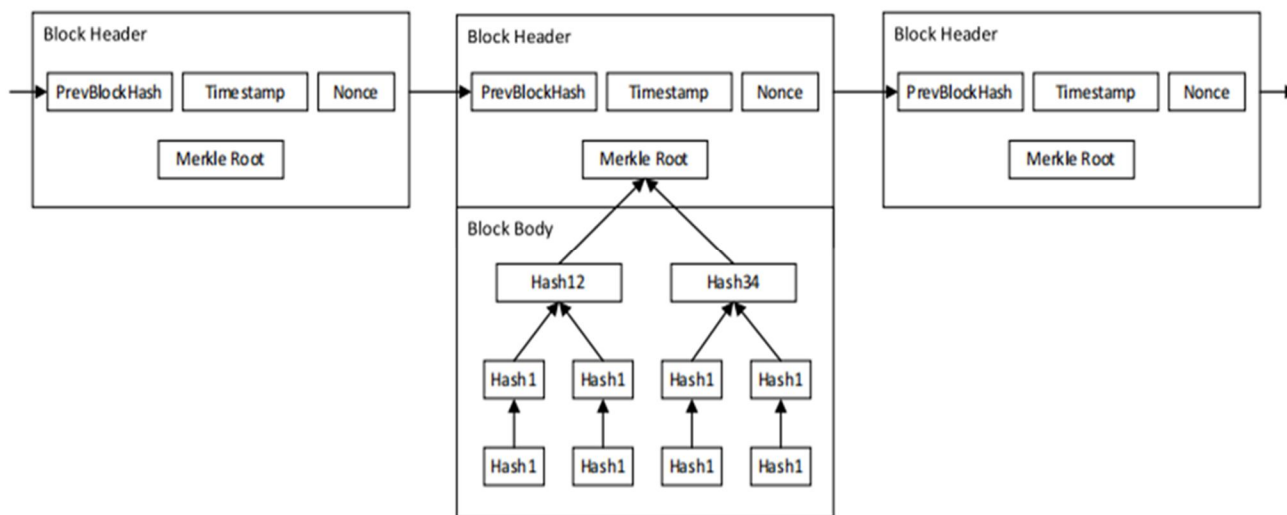 Block Header
PrevBlockHash Timestamp Nonce
Merkle Root
Block Header
PrevBlockHash Timestamp Nonce
Merkle Root
Block Body
Hash12 Hash34
Hash1 Hash1 Hash1 Hash1
Hash1 Hash1 Hash1 Hash1
Block Header
PrevBlockHash Timestamp Nonce
Merkle Root